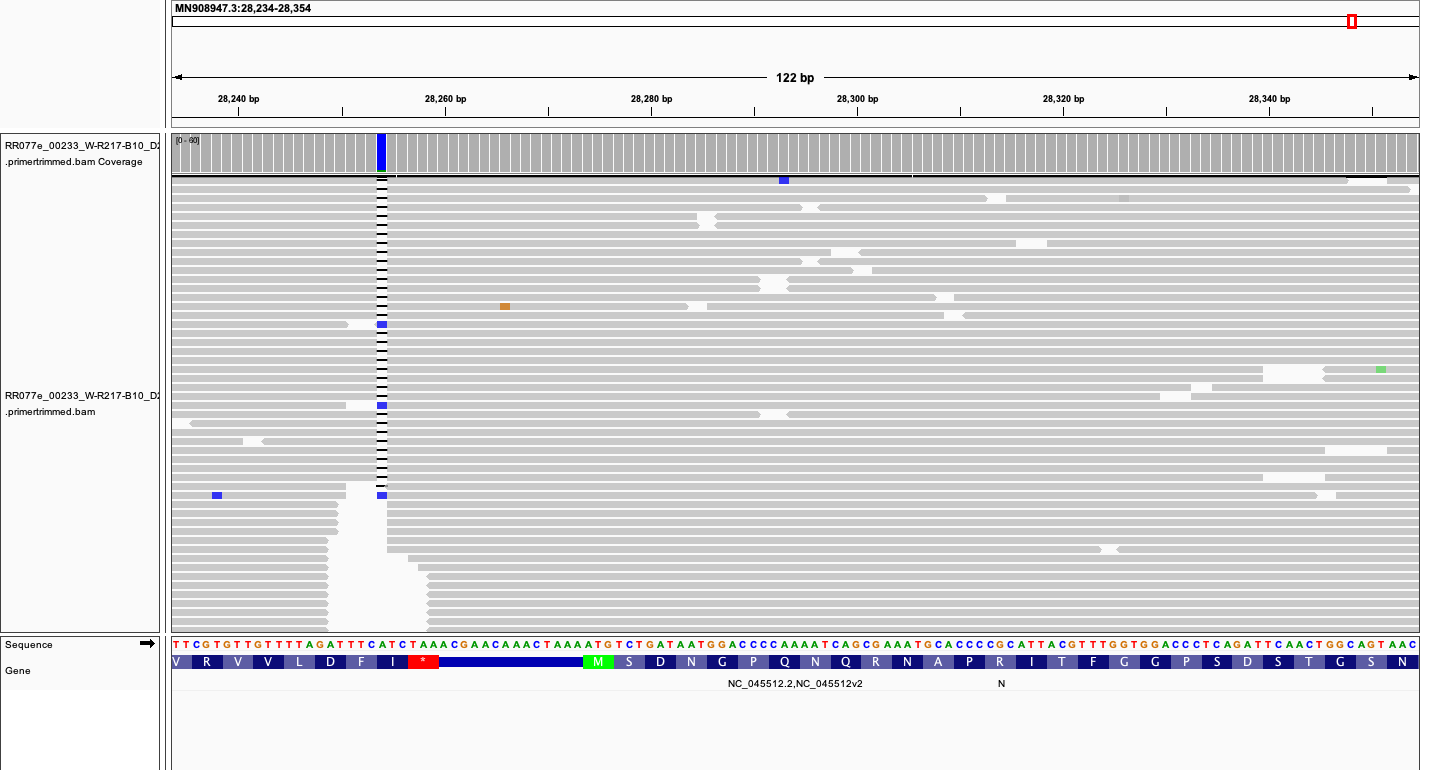 MN908947.3:28,234-28,354
122 bp
28,240 bp 28,260 bp 28,280 bp 28,300 bp 28,320 bp 28,340 bp
RR077e_00233_W-R217-B10_D2
.primertrimmed.bam Coverage
[0 - 60]
RR077e_00233_W-R217-B10_D2
.primertrimmed.bam
Sequence
T T C G T G T T G T T T T A G A T T T C A T C T A A A C G A A C A A A C T A A A A T G T C T G A T A A T G G A C C C C A A A A T C A G C G A A A T G C A C C C C G C A T T A C G T T T G G T G G A C C C T C A G A T T C A A C T G G C A G T A A C
Gene
V R V V L D F I * M S D N G P Q N Q R N A P R I T F G G P S D S T G S N
NC_045512.2,NC_045512v2 N